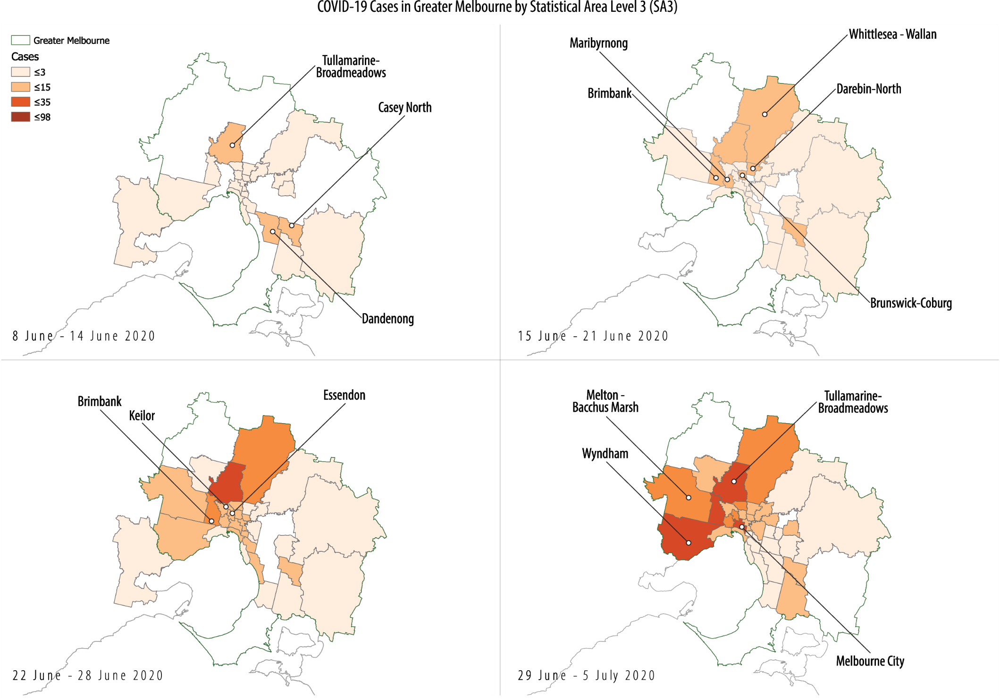 COVID-19 Cases in Greater Melbourne by Statistical Area Level 3 (SA3)
Greater Melbourne
Cases
≤3
≤15
≤35
≤98
Tullamarine-
Broadmeadows
Casey North
Dandenong
8 June - 14 June 2020
Maribyrnong
Brimbank
Whittlesea - Wallan
Darebin-North
Brunswick-Coburg
15 June - 21 June 2020
Brimbank
Keilor
Essendon
22 June - 28 June 2020
Melton -
Bacchus Marsh
Wyndham
Tullamarine-
Broadmeadows
Melbourne City
29 June - 5 July 2020